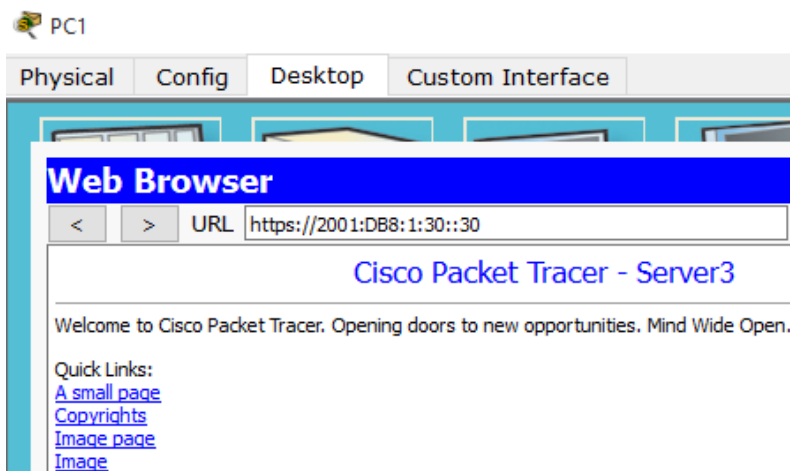 PC1
Physical Config Desktop Custom Interface
Web Browser
< > URL https://2001:DB8:1:30::30
Cisco Packet Tracer - Server3
Welcome to Cisco Packet Tracer. Opening doors to new opportunities. Mind Wide Open.
Quick Links:
A small page
Copyrights
Image page
Image